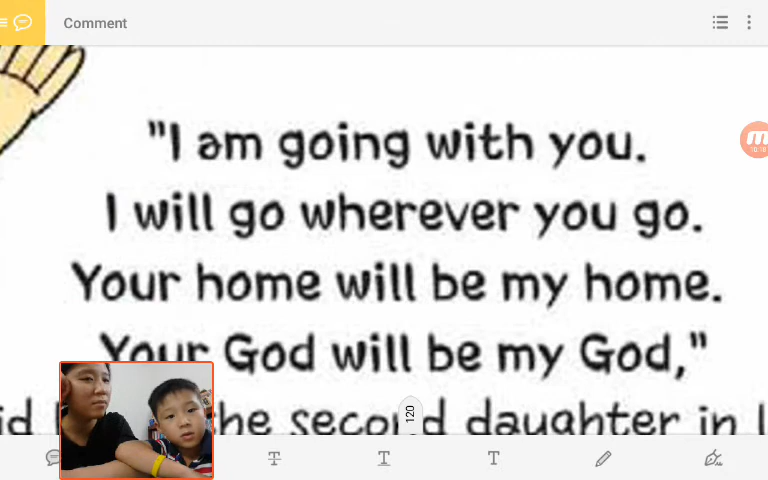 Comment
"I am going with you.
I will go wherever you go.
Your home will be my home.
Your God will be my God,"
the second daughter in
120
T
T
T